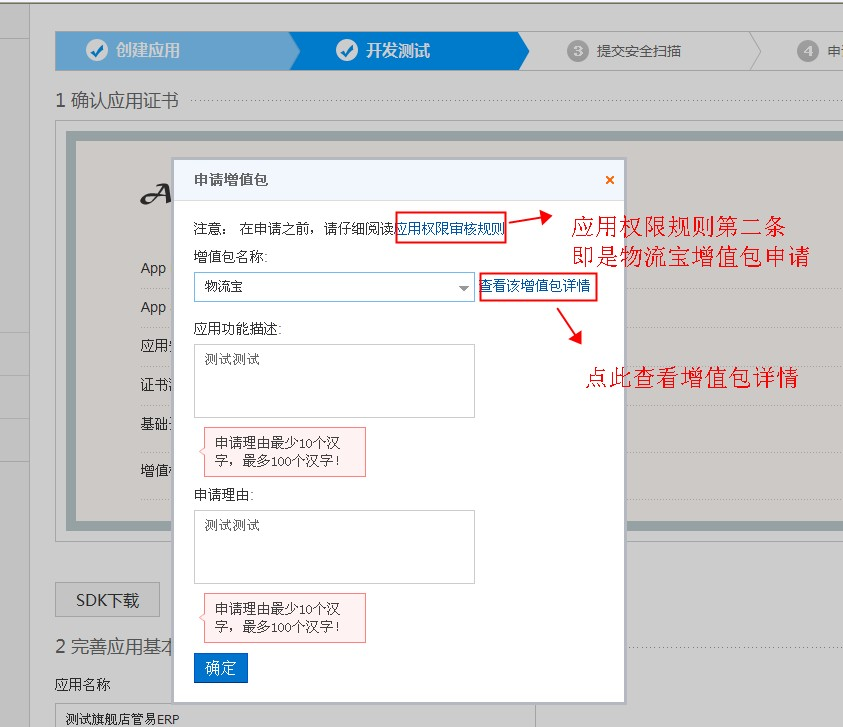 创建应用
开发测试
3 提交安全扫描
4 申
1 确认应用证书
申请增值包
注意： 在申请之前，请仔细阅读应用权限审核规则
应用权限规则第二条
即是物流宝增值包申请
增值包名称:
App
物流宝
查看该增值包详情
App
应用功能描述:
应用
测试测试
点此查看增值包详情
证书
基础
申请理由最少10个汉
字，最多100个汉字！
增值
申请理由:
测试测试
SDK下载
申请理由最少10个汉
字，最多100个汉字！
2 完善应用基本
确定
应用名称
测试旗舰店管易ERP